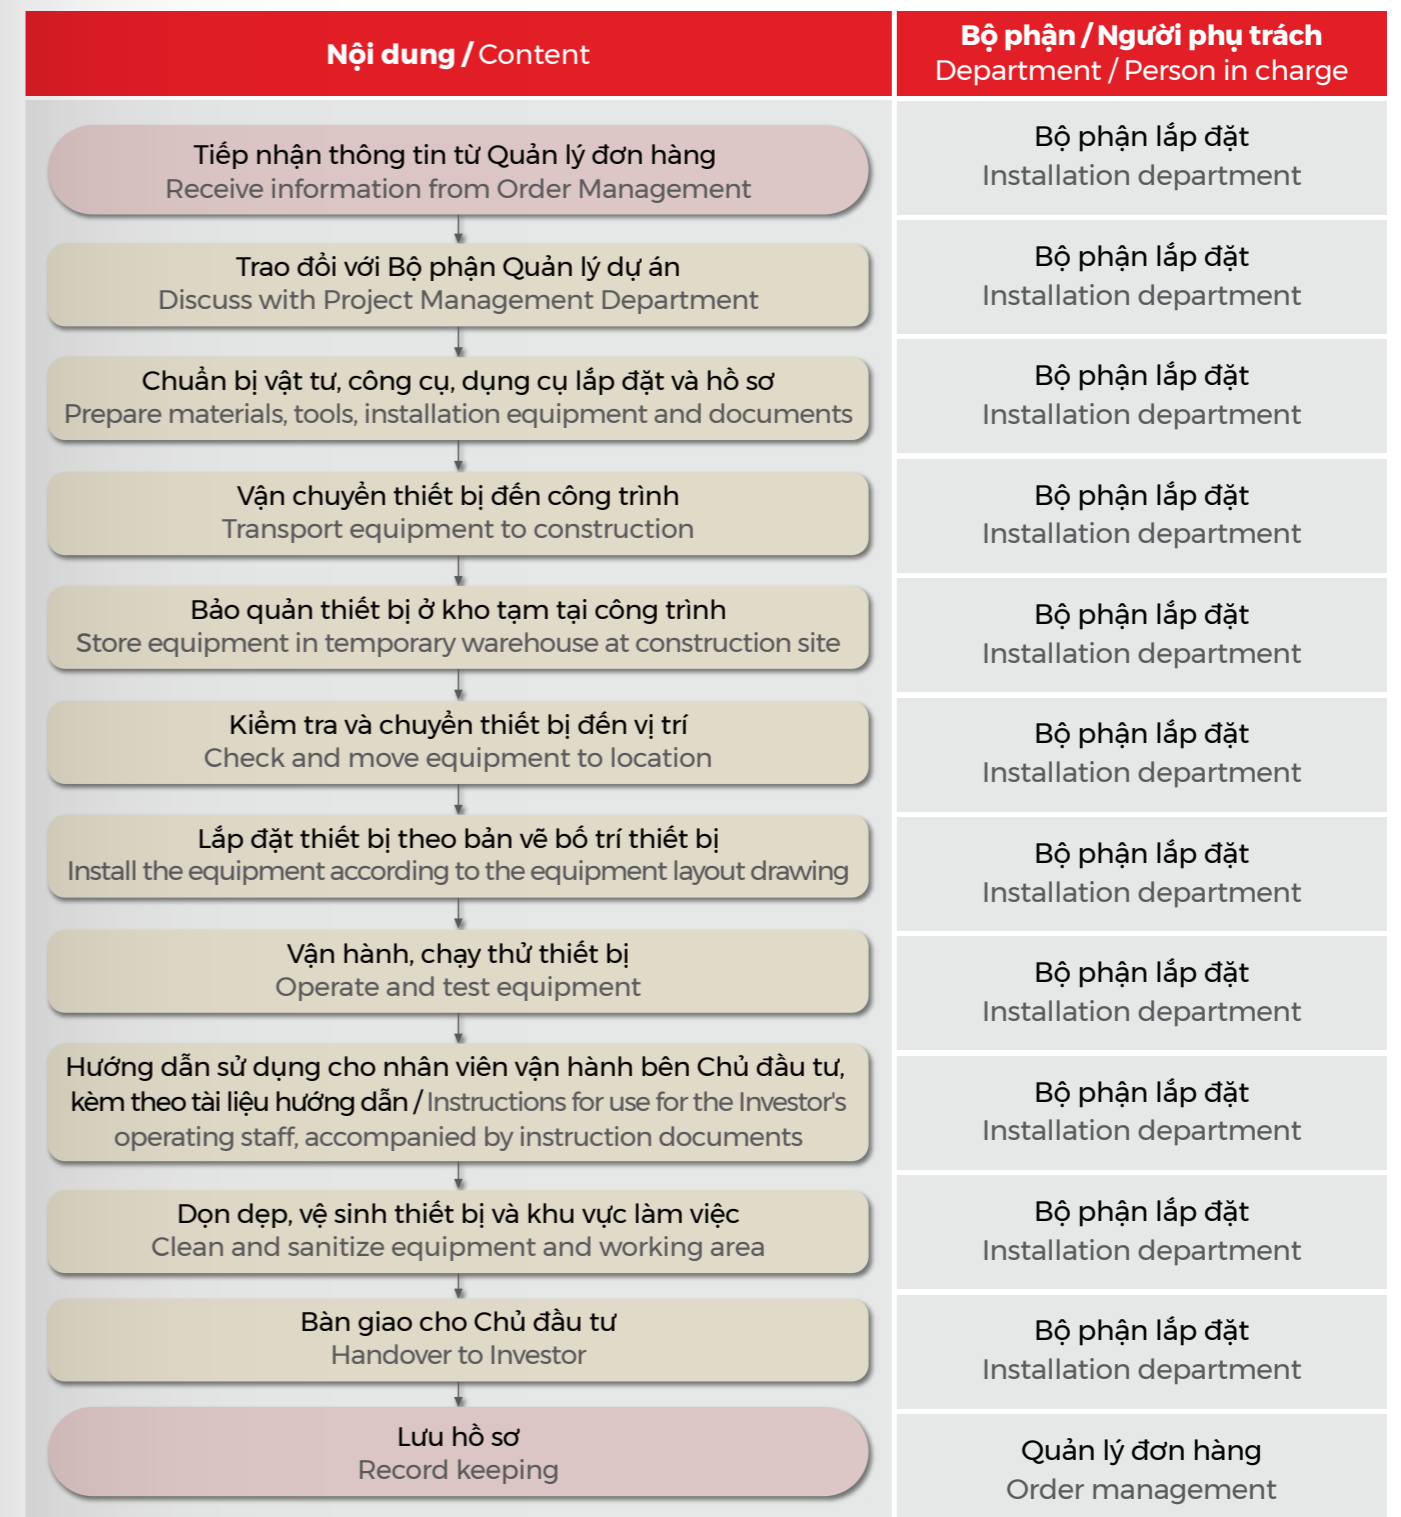 Nội dung / Content
Bộ phận / Người phụ trách
Department / Person in charge
Tiếp nhận thông tin từ Quản lý đơn hàng
Receive information from Order Management
Bộ phận lắp đặt
Installation department
Trao đổi với Bộ phận Quản lý dự án
Discuss with Project Management Department
Bộ phận lắp đặt
Installation department
Chuẩn bị vật tư, công cụ, dụng cụ lắp đặt và hồ sơ
Prepare materials, tools, installation equipment and documents
Bộ phận lắp đặt
Installation department
Vận chuyển thiết bị đến công trình
Transport equipment to construction
Bộ phận lắp đặt
Installation department
Bảo quản thiết bị ở kho tạm tại công trình
Store equipment in temporary warehouse at construction site
Bộ phận lắp đặt
Installation department
Kiểm tra và chuyển thiết bị đến vị trí
Check and move equipment to location
Bộ phận lắp đặt
Installation department
Lắp đặt thiết bị theo bản vẽ bố trí thiết bị
Install the equipment according to the equipment layout drawing
Bộ phận lắp đặt
Installation department
Vận hành, chạy thử thiết bị
Operate and test equipment
Bộ phận lắp đặt
Installation department
Hướng dẫn sử dụng cho nhân viên vận hành bên Chủ đầu tư,
kèm theo tài liệu hướng dẫn / Instructions for use for the Investor's
operating staff, accompanied by instruction documents
Bộ phận lắp đặt
Installation department
Dọn dẹp, vệ sinh thiết bị và khu vực làm việc
Clean and sanitize equipment and working area
Bộ phận lắp đặt
Installation department
Bàn giao cho Chủ đầu tư
Handover to Investor
Bộ phận lắp đặt
Installation department
Lưu hồ sơ
Record keeping
Quản lý đơn hàng
Order management